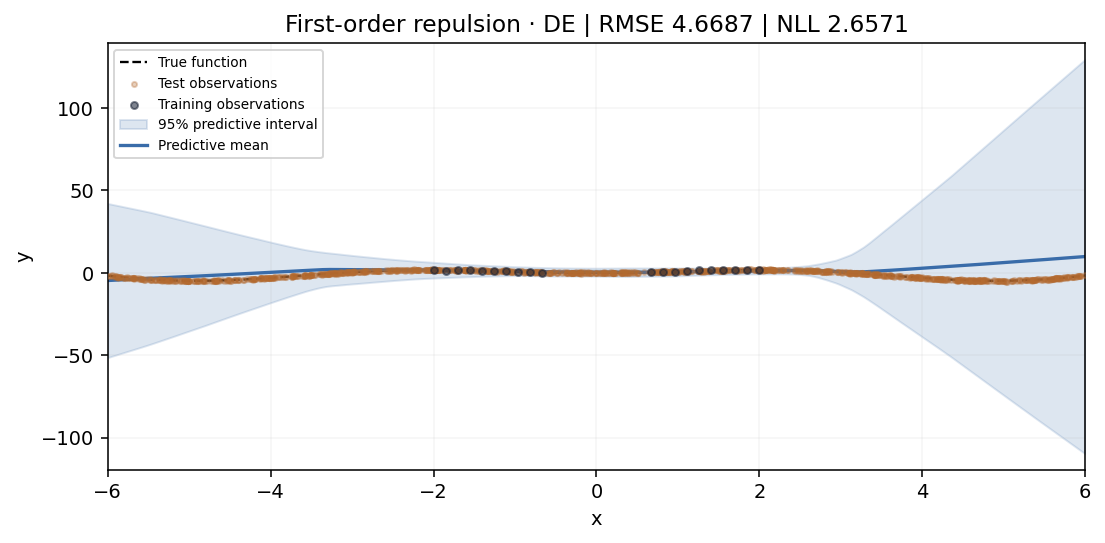 First-order repulsion · DE | RMSE 4.6687 | NLL 2.6571
True function
Test observations
Training observations
95% predictive interval
Predictive mean
100
50
0
−50
−100
y
−6
−4
−2
0
2
4
6
x